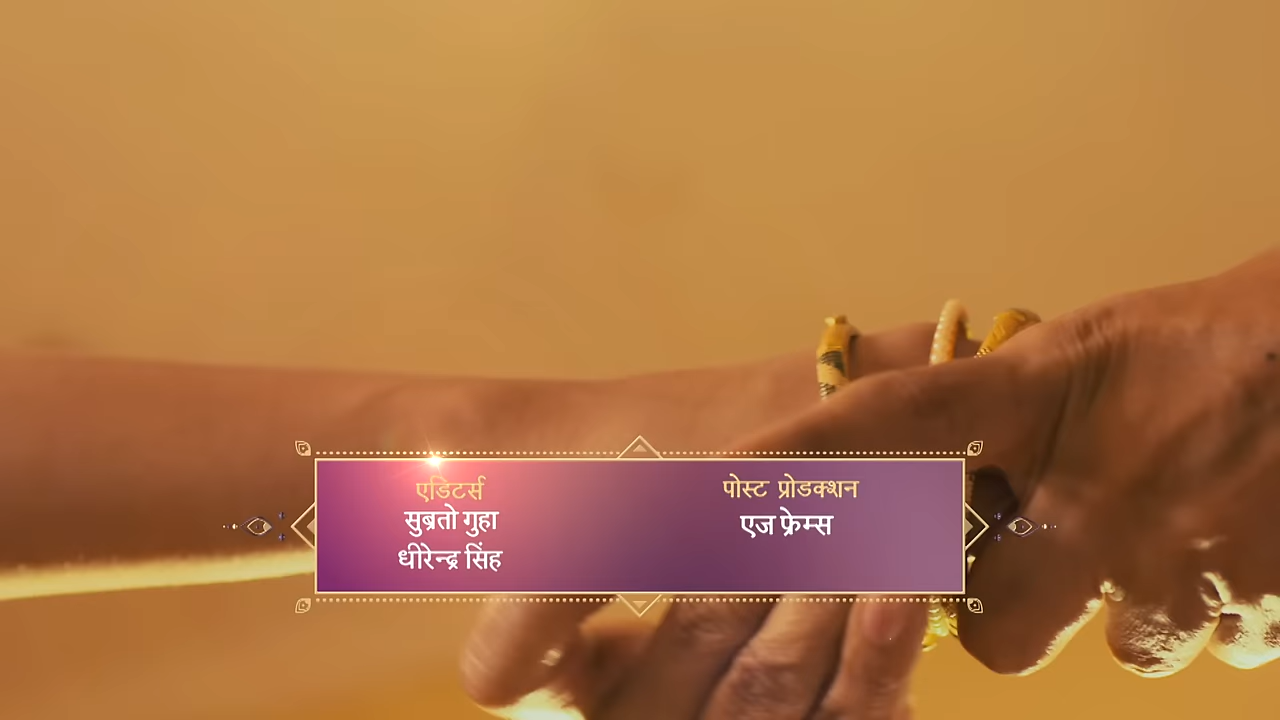 एडिटर्स
सुब्रतो गुहा
धीरेन्द्र सिंह
पोस्ट प्रोडक्शन
एज फ्रेम्स